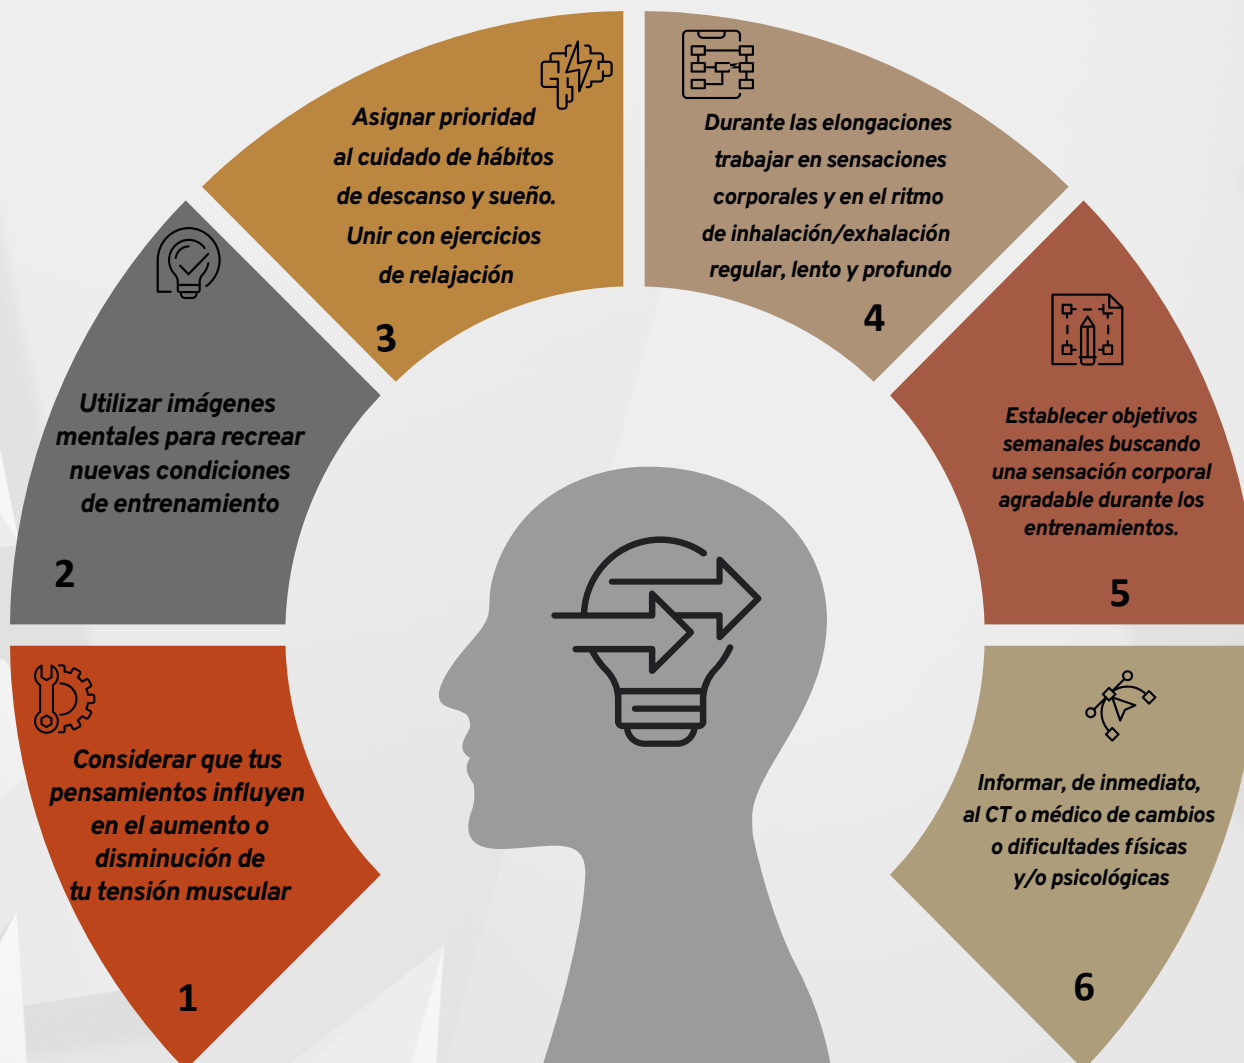 Considerar que tus
pensamientos influyen
en el aumento o
disminución de
tu tensión muscular
1
Utilizar imágenes
mentales para recrear
nuevas condiciones
de entrenamiento
2
Asignar prioridad
al cuidado de hábitos
de descanso y sueño.
Unir con ejercicios
de relajación
3
Durante las elongaciones
trabajar en sensaciones
corporales y en el ritmo
de inhalación/exhalación
regular, lento y profundo
4
Establecer objetivos
semanales buscando
una sensación corporal
agradable durante los
entrenamientos.
5
Informar, de inmediato,
al CT o médico de cambios
o dificultades físicas
y/o psicológicas
6